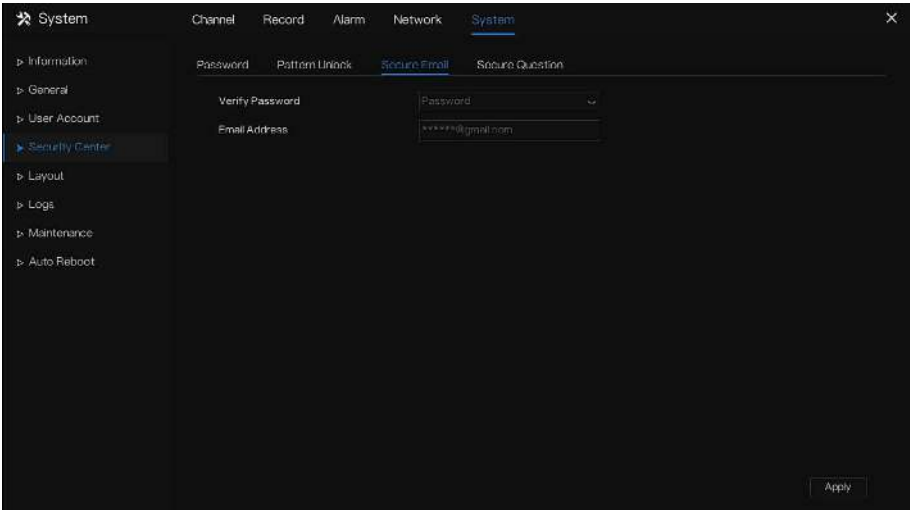 System Channel Record Alarm Network System
Information
General
User Account
Security Center
Layout
Logs
Maintenance
Auto Reboot
Password Pattern Unlock Secure Email Secure Question
Verify Password Password
Email Address ******@gmail.com
Apply